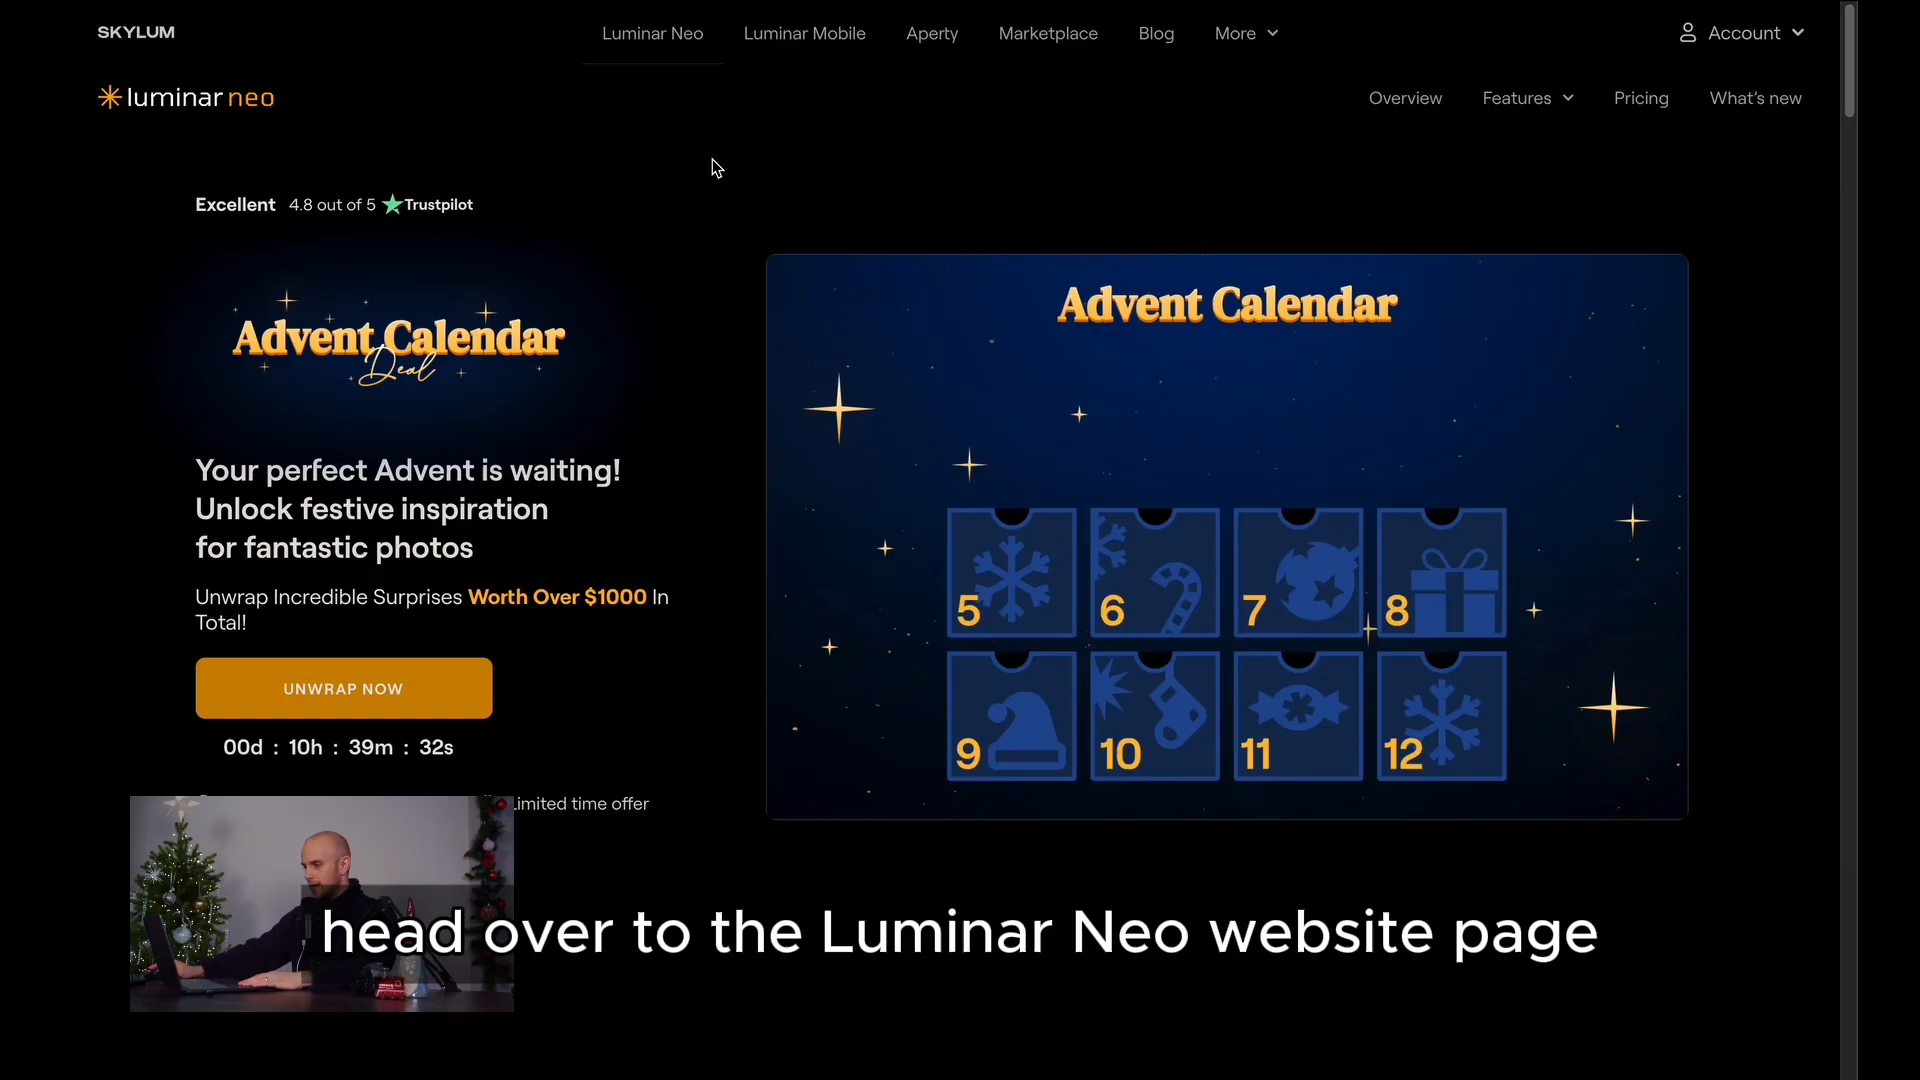 SKYLUM
Luminar Neo
Luminar Mobile
Aperty
Marketplace
Blog
More
Account
luminar neo
Overview
Features
Pricing
What's new
Excellent 4.8 out of 5 Trustpilot
Advent Calendar
Deal
Your perfect Advent is waiting!
Unlock festive inspiration
for fantastic photos
Unwrap Incredible Surprises Worth Over $1000 In
Total!
UNWRAP NOW
00d : 10h : 39m : 32s
Limited time offer
Advent Calendar
5
6
7
8
9
10
11
12
head over to the Luminar Neo website page